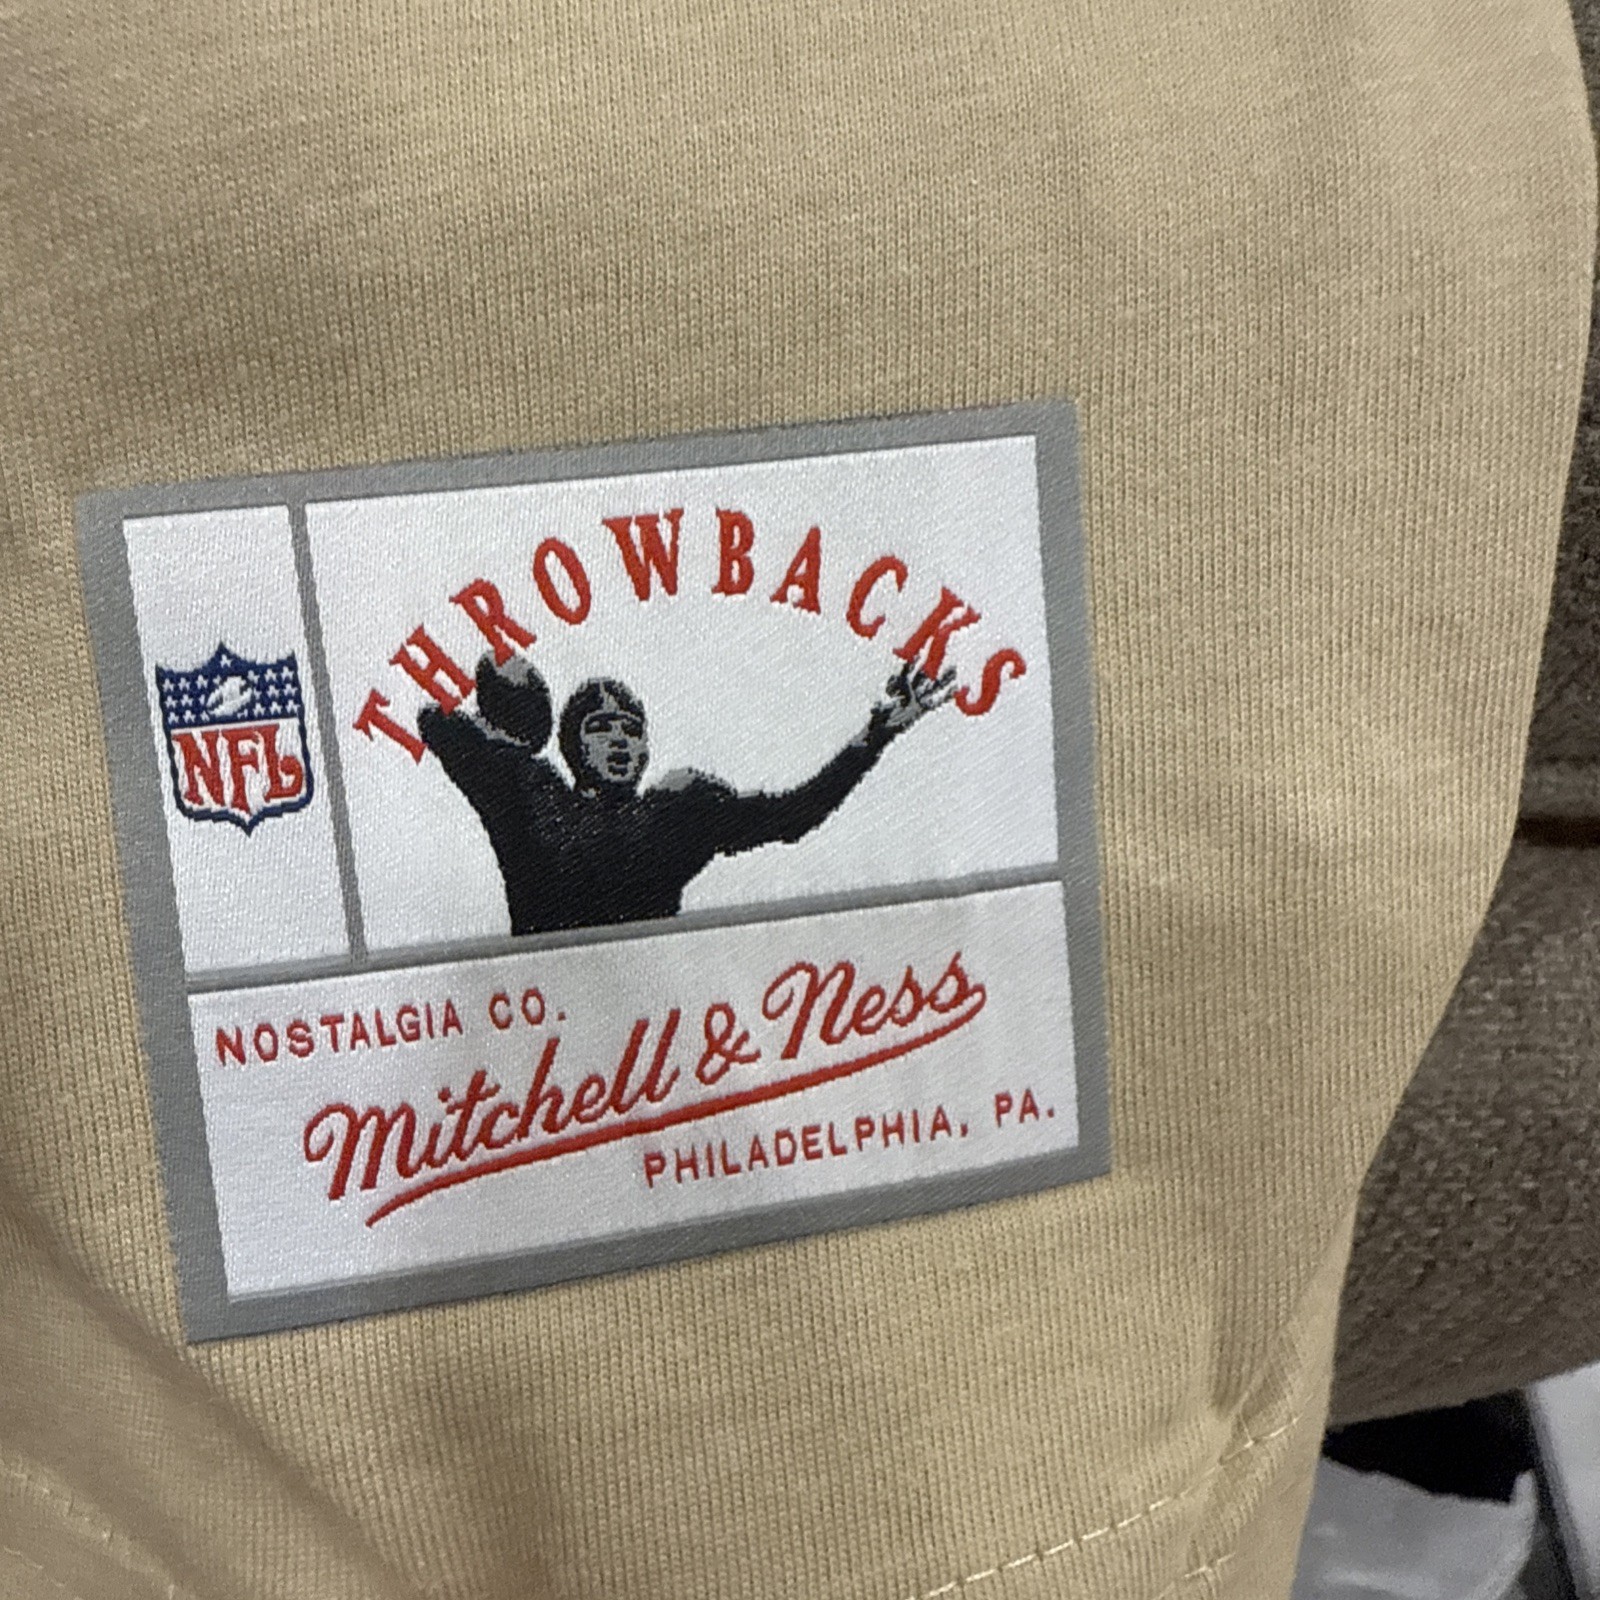 THROWBACKS
NFL
NOSTALGIA CO.
Mitchell & Ness
PHILADELPHIA, PA.